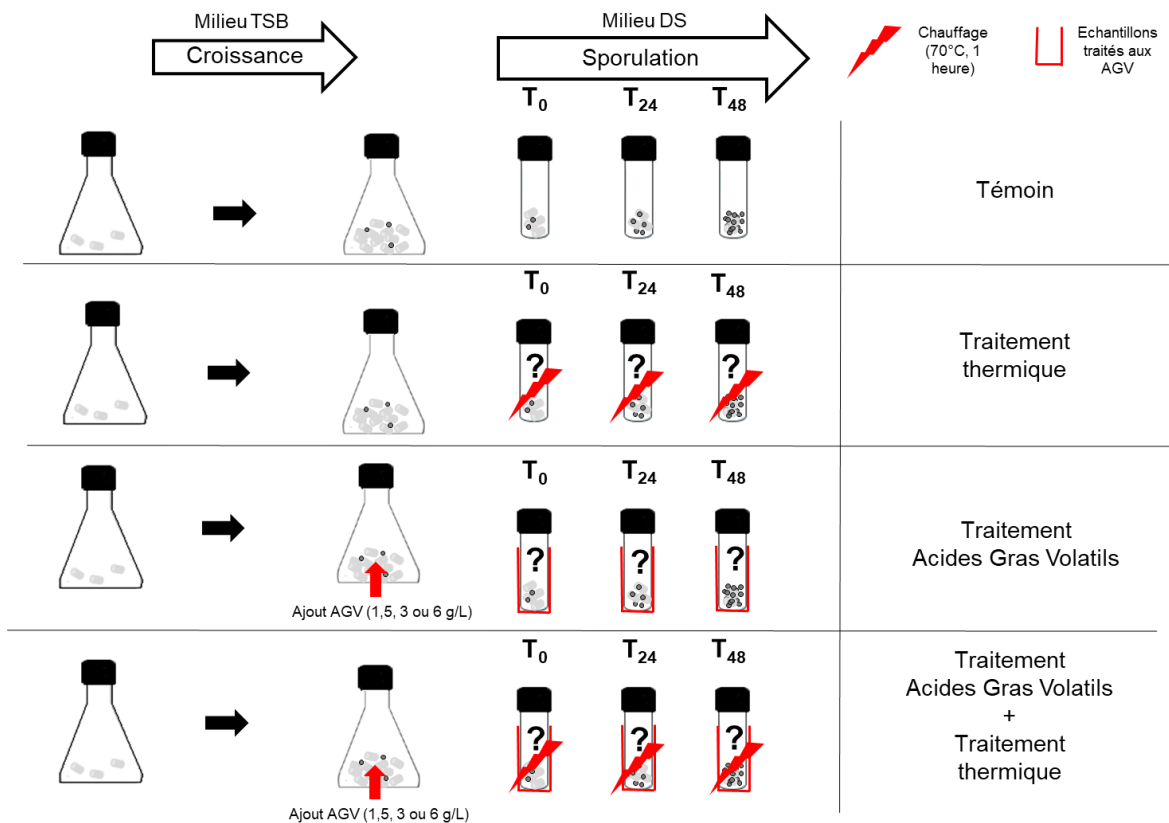 Milieu TSB
Croissance
Milieu DS
Sporulation
Chauffage
(70°C, 1
heure)
Echantillons
traités aux
AGV
T0 T24 T48
Témoin
T0 T24 T48
? ? ?
Traitement
thermique
T0 T24 T48
? ? ?
Ajout AGV (1,5, 3 ou 6 g/L)
Traitement
Acides Gras Volatils
T0 T24 T48
? ? ?
Ajout AGV (1,5, 3 ou 6 g/L)
Traitement
Acides Gras Volatils
+
Traitement
thermique